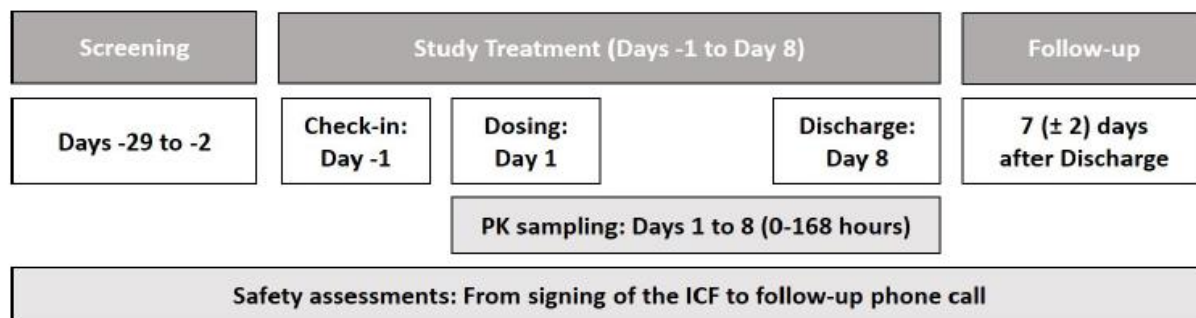 Screening
Study Treatment (Days -1 to Day 8)
Follow-up
Days -29 to -2
Check-in:
Day -1
Dosing:
Day 1
Discharge:
Day 8
7 (± 2) days
after Discharge
PK sampling: Days 1 to 8 (0-168 hours)
Safety assessments: From signing of the ICF to follow-up phone call